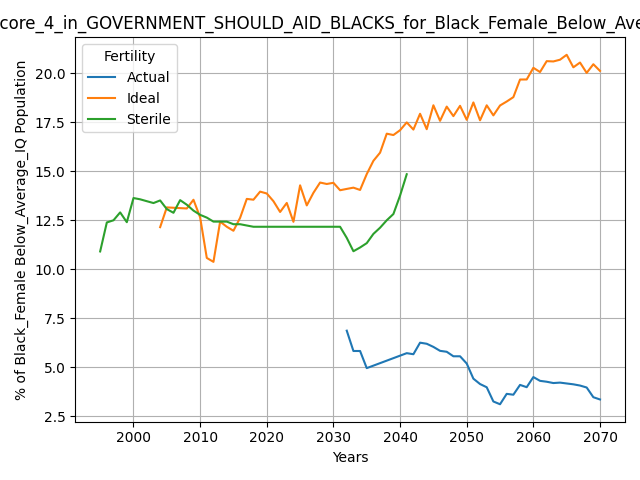 core_4_in_GOVERNMENT_SHOULD_AID_BLACKS_for_Black_Female_Below_Ave
% of Black_Female Below_Average_IQ Population
20.0
17.5
15.0
12.5
10.0
7.5
5.0
2.5
Fertility
Actual
Ideal
Sterile
2000 2010 2020 2030 2040 2050 2060 2070
Years